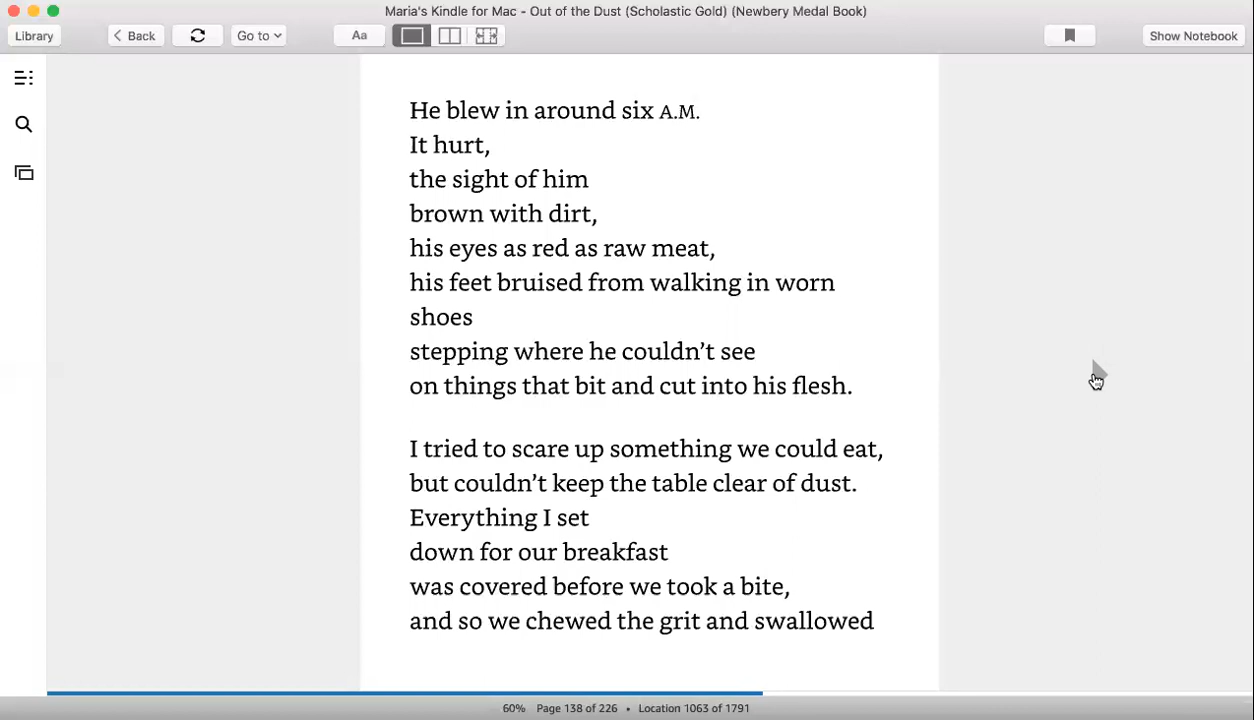 Maria's Kindle for Mac - Out of the Dust (Scholastic Gold) (Newbery Medal Book)
Library
Back
Go to
Aa
Show Notebook
He blew in around six A.M.
It hurt,
the sight of him
brown with dirt,
his eyes as red as raw meat,
his feet bruised from walking in worn
shoes
stepping where he couldn't see
on things that bit and cut into his flesh.
I tried to scare up something we could eat,
but couldn't keep the table clear of dust.
Everything I set
down for our breakfast
was covered before we took a bite,
and so we chewed the grit and swallowed
60% Page 138 of 226 • Location 1063 of 1791